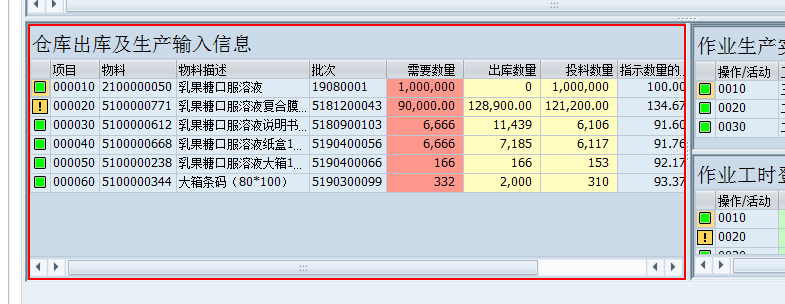 仓库出库及生产输入信息
项目 物料 物料描述 批次 需要数量 出库数量 投料数量 指示数量的..
000010 2100000050 乳果糖口服溶液 19080001 1,000,000 0 1,000,000 100.00
000020 5100000771 乳果糖口服溶液复合膜... 5181200043 90,000.00 128,900.00 121,200.00 134.67
000030 5100000612 乳果糖口服溶液说明书... 5180900103 6,666 11,439 6,106 91.60
000040 5100000668 乳果糖口服溶液纸盒1... 5190400056 6,666 7,185 6,117 91.76
000050 5100000238 乳果糖口服溶液大箱1... 5190400066 166 166 153 92.17
000060 5100000344 大箱条码（80*100） 5190300099 332 2,000 310 93.37
作业生产
操作/活动
0010
0020
0030
作业工时
操作/活动
0010
0020